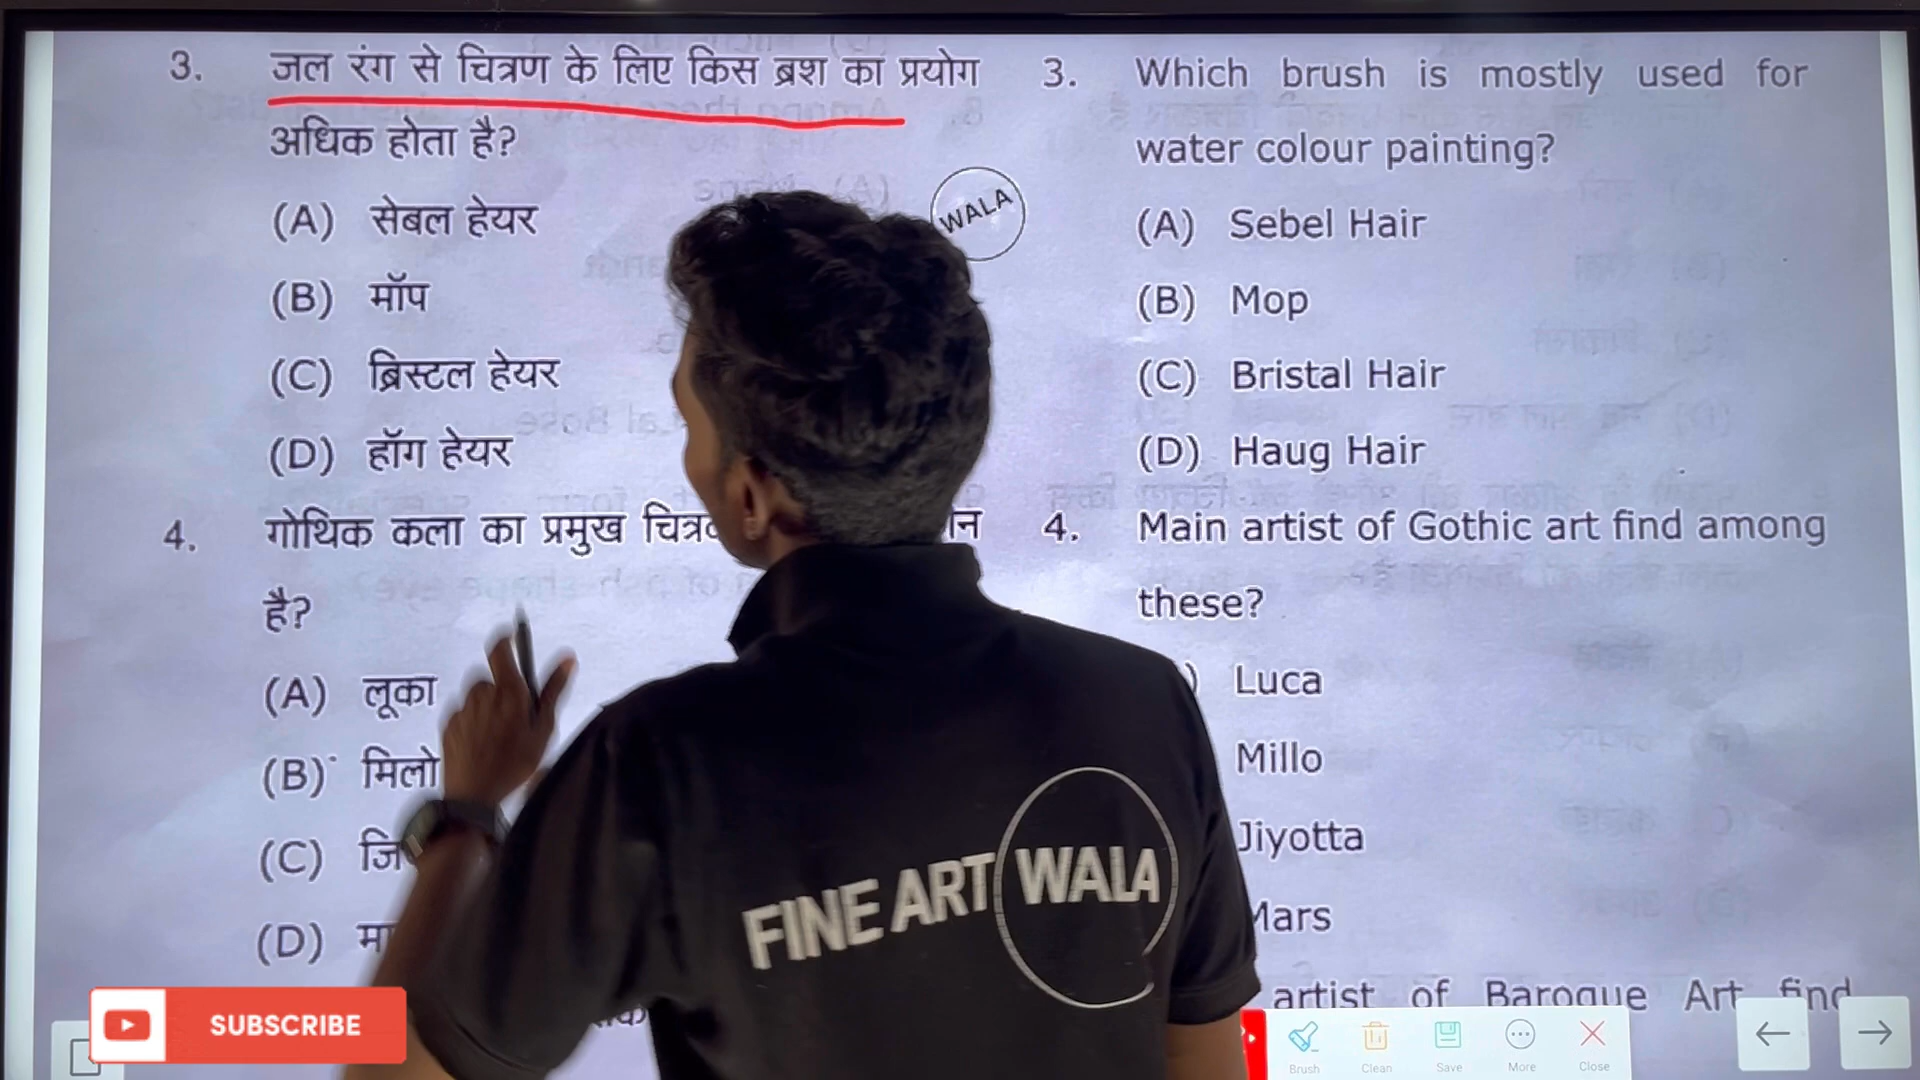 3. जल रंग से चित्रण के लिए किस ब्रश का प्रयोग
अधिक होता है?
(A) सेबल हेयर
(B) मॉप
(C) ब्रिस्टल हेयर
(D) हॉग हेयर
4. गोथिक कला का प्रमुख
है?
(A) लूका
(B) मिलो
(C)
(D)
3. Which brush is mostly used for
water colour painting?
(A) Sebel Hair
(B) Mop
(C) Bristal Hair
(D) Haug Hair
4. Main artist of Gothic art find among
these?
Luca
Millo
Jiyotta
Mars
artist of Baroque Art find
WALA
FINE ART WALA
SUBSCRIBE
Brush Clean Save More Close